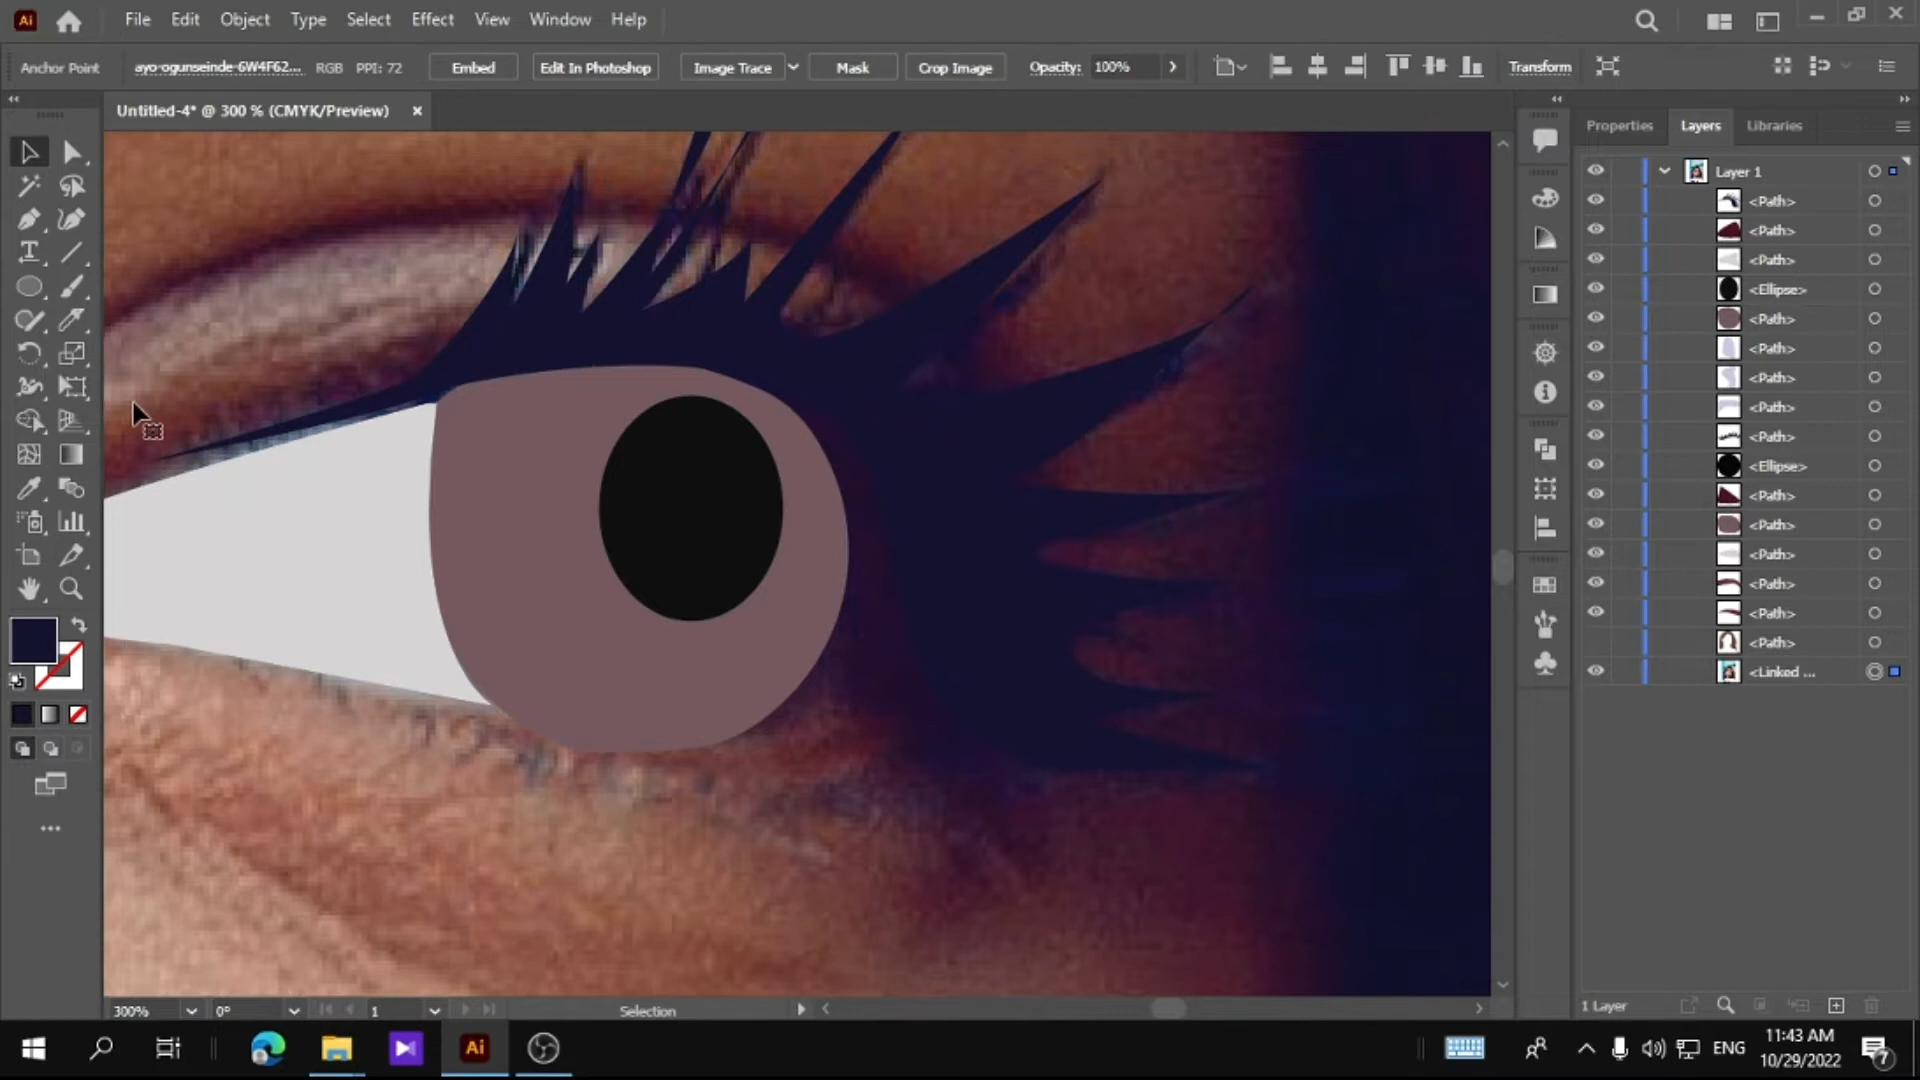 Ai File Edit Object Type Select Effect View Window Help
Anchor Point ayo-ogunseinde-6W4F62... RGB PPI: 72 Embed Edit In Photoshop Image Trace Mask Crop Image Opacity: 100% Transform
Untitled-4* @ 300 % (CMYK/Preview) ×
Properties Layers Libraries
Layer 1
<Path>
<Path>
<Path>
<Ellipse>
<Path>
<Path>
<Path>
<Path>
<Path>
<Ellipse>
<Path>
<Path>
<Path>
<Path>
<Path>
<Path>
<Linked ...
300% 0° 1 Selection
1 Layer
Ai ENG 11:43 AM
10/29/2022
7